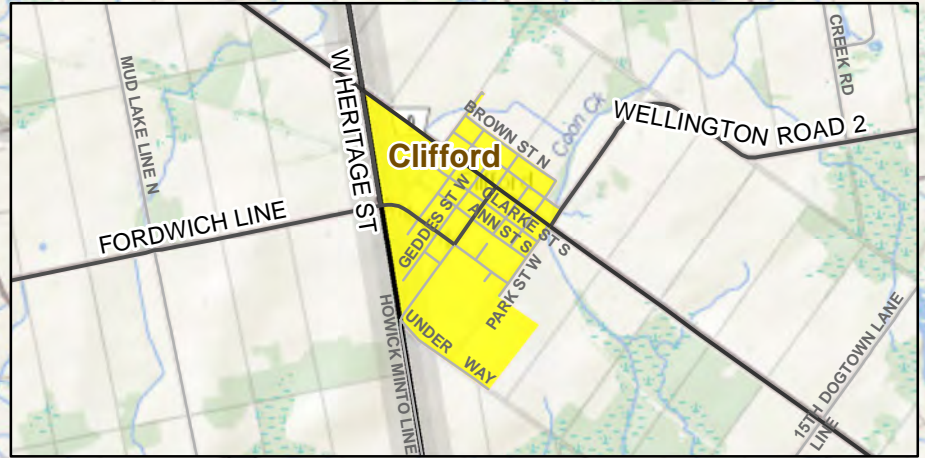 CREEK RD
MUD LAKE LINE N
W HERITAGE ST
BROWN ST N
Coon Cr
WELLINGTON ROAD 2
Clifford
GEDDES ST W
CLARKE ST S
ANN ST S
FORDWICH LINE
PARK ST W
HOWICK MINTO LINE
UNDER WAY
15TH DOGTOWN LANE
LINE